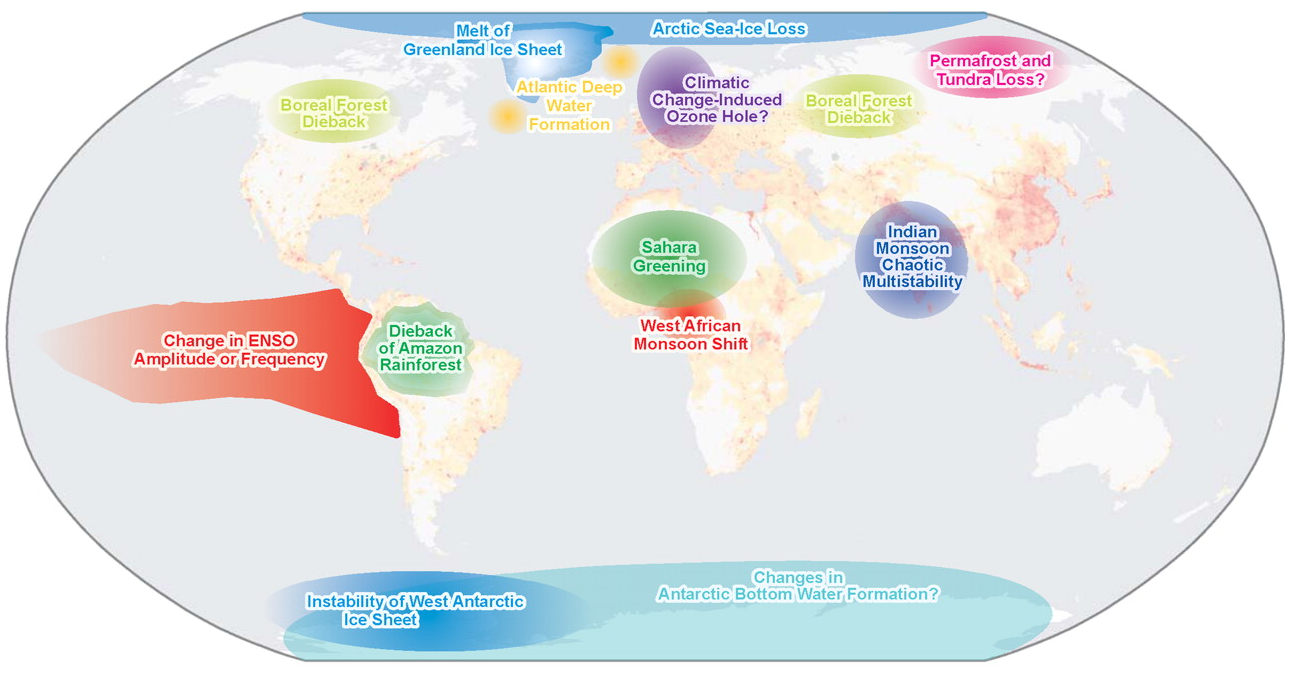 Melt of
Greenland Ice Sheet
Arctic Sea-Ice Loss
Permafrost and
Tundra Loss?
Atlantic Deep
Water
Formation
Climatic
Change-Induced
Ozone Hole?
Boreal Forest
Dieback
Boreal Forest
Dieback
Sahara
Greening
Indian
Monsoon
Chaotic
Multistability
West African
Monsoon Shift
Change in ENSO
Amplitude or Frequency
Dieback
of Amazon
Rainforest
Changes in
Antarctic Bottom Water Formation?
Instability of West Antarctic
Ice Sheet